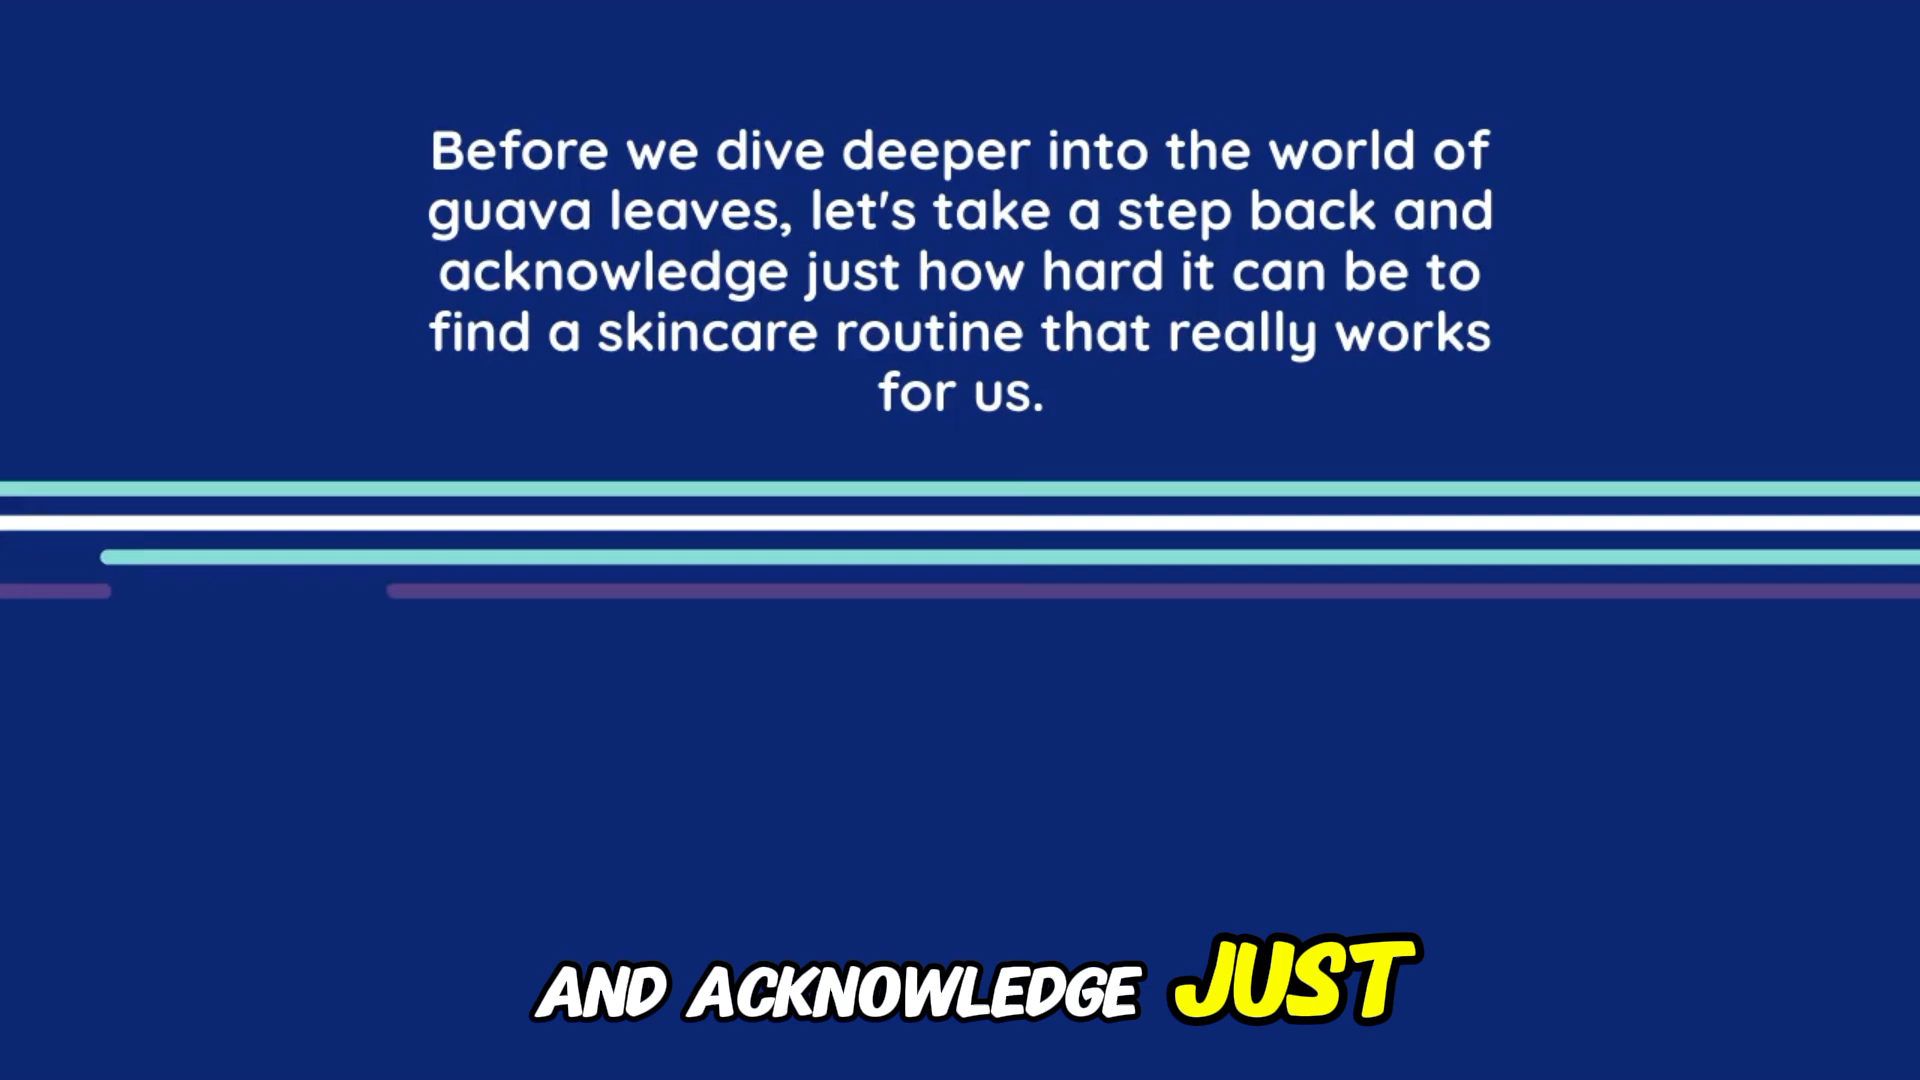 Before we dive deeper into the world of
guava leaves, let's take a step back and
acknowledge just how hard it can be to
find a skincare routine that really works
for us.
AND ACKNOWLEDGE JUST